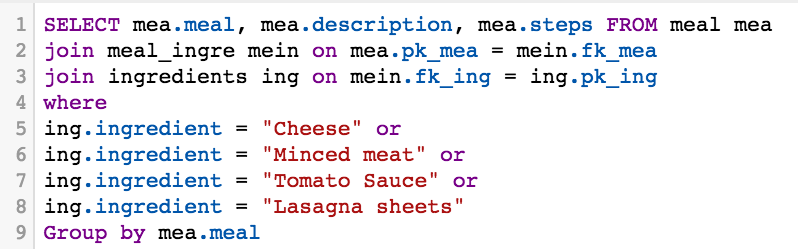 1 SELECT mea.meal, mea.description, mea.steps FROM meal mea
2 join meal_ingre mein on mea.pk_mea = mein.fk_mea
3 join ingredients ing on mein.fk_ing = ing.pk_ing
4 where
5 ing.ingredient = "Cheese" or
6 ing.ingredient = "Minced meat" or
7 ing.ingredient = "Tomato Sauce" or
8 ing.ingredient = "Lasagna sheets"
9 Group by mea.meal